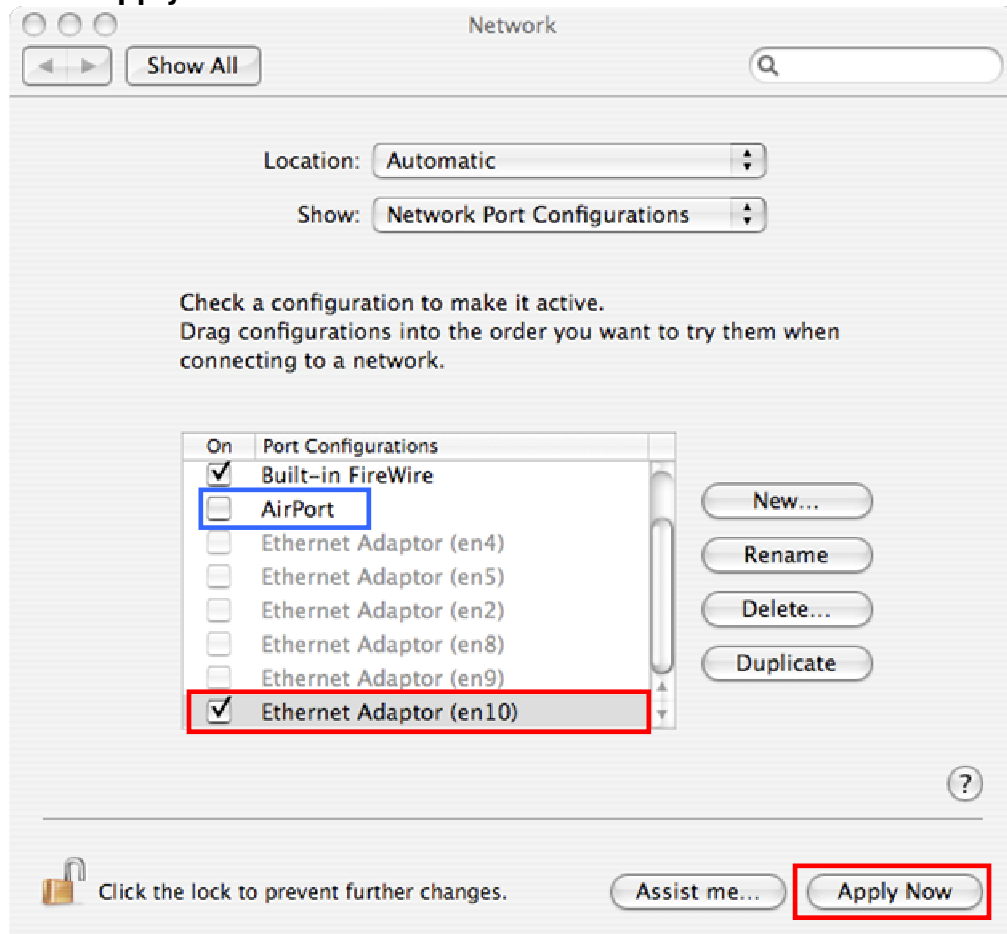 Network
Show All
Location: Automatic
Show: Network Port Configurations
Check a configuration to make it active.
Drag configurations into the order you want to try them when
connecting to a network.
On Port Configurations
Built-in FireWire
AirPort
Ethernet Adaptor (en4)
Ethernet Adaptor (en5)
Ethernet Adaptor (en2)
Ethernet Adaptor (en8)
Ethernet Adaptor (en9)
Ethernet Adaptor (en10)
New...
Rename
Delete...
Duplicate
?
Click the lock to prevent further changes.
Assist me...
Apply Now